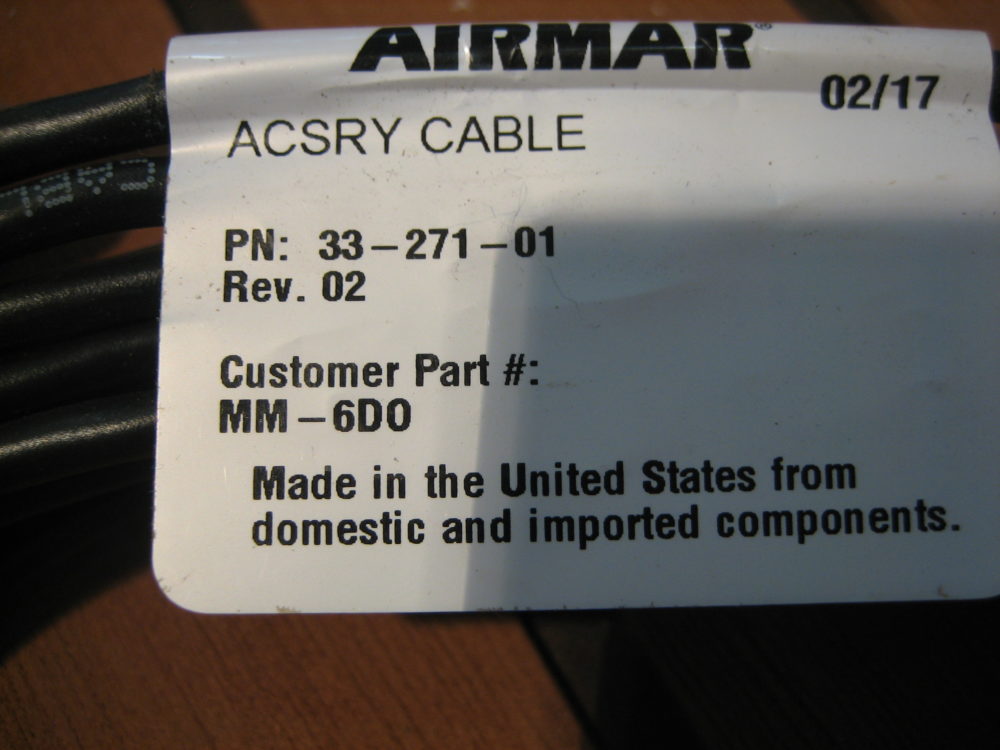 AIRMAR®
02/17
ACSRY CABLE
PN: 33-271-01
Rev. 02
Customer Part #:
MM-6DO
Made in the United States from
domestic and imported components.